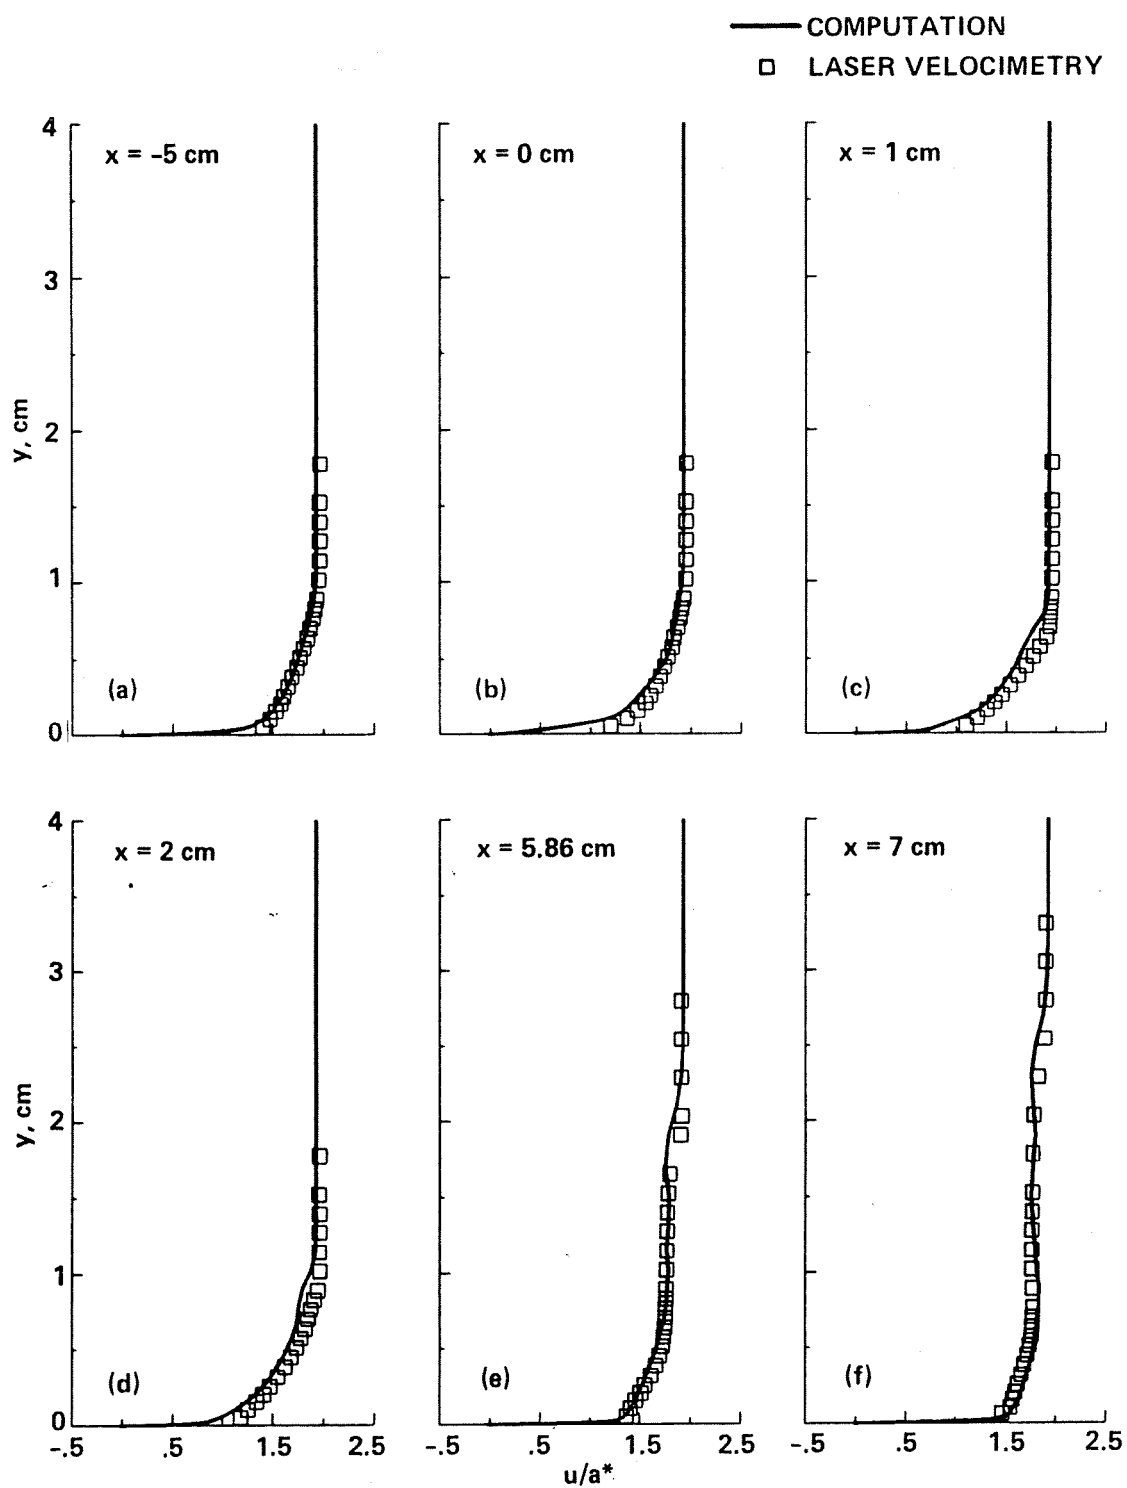 COMPUTATION
LASER VELOCIMETRY
4
3
2
1
0
y, cm
x = -5 cm
(a)
x = 0 cm
(b)
x = 1 cm
(c)
4
3
2
1
0
y, cm
x = 2 cm
(d)
x = 5.86 cm
(e)
x = 7 cm
(f)
-.5 .5 1.5 2.5
-.5 .5 1.5 2.5
-.5 .5 1.5 2.5
u/a*